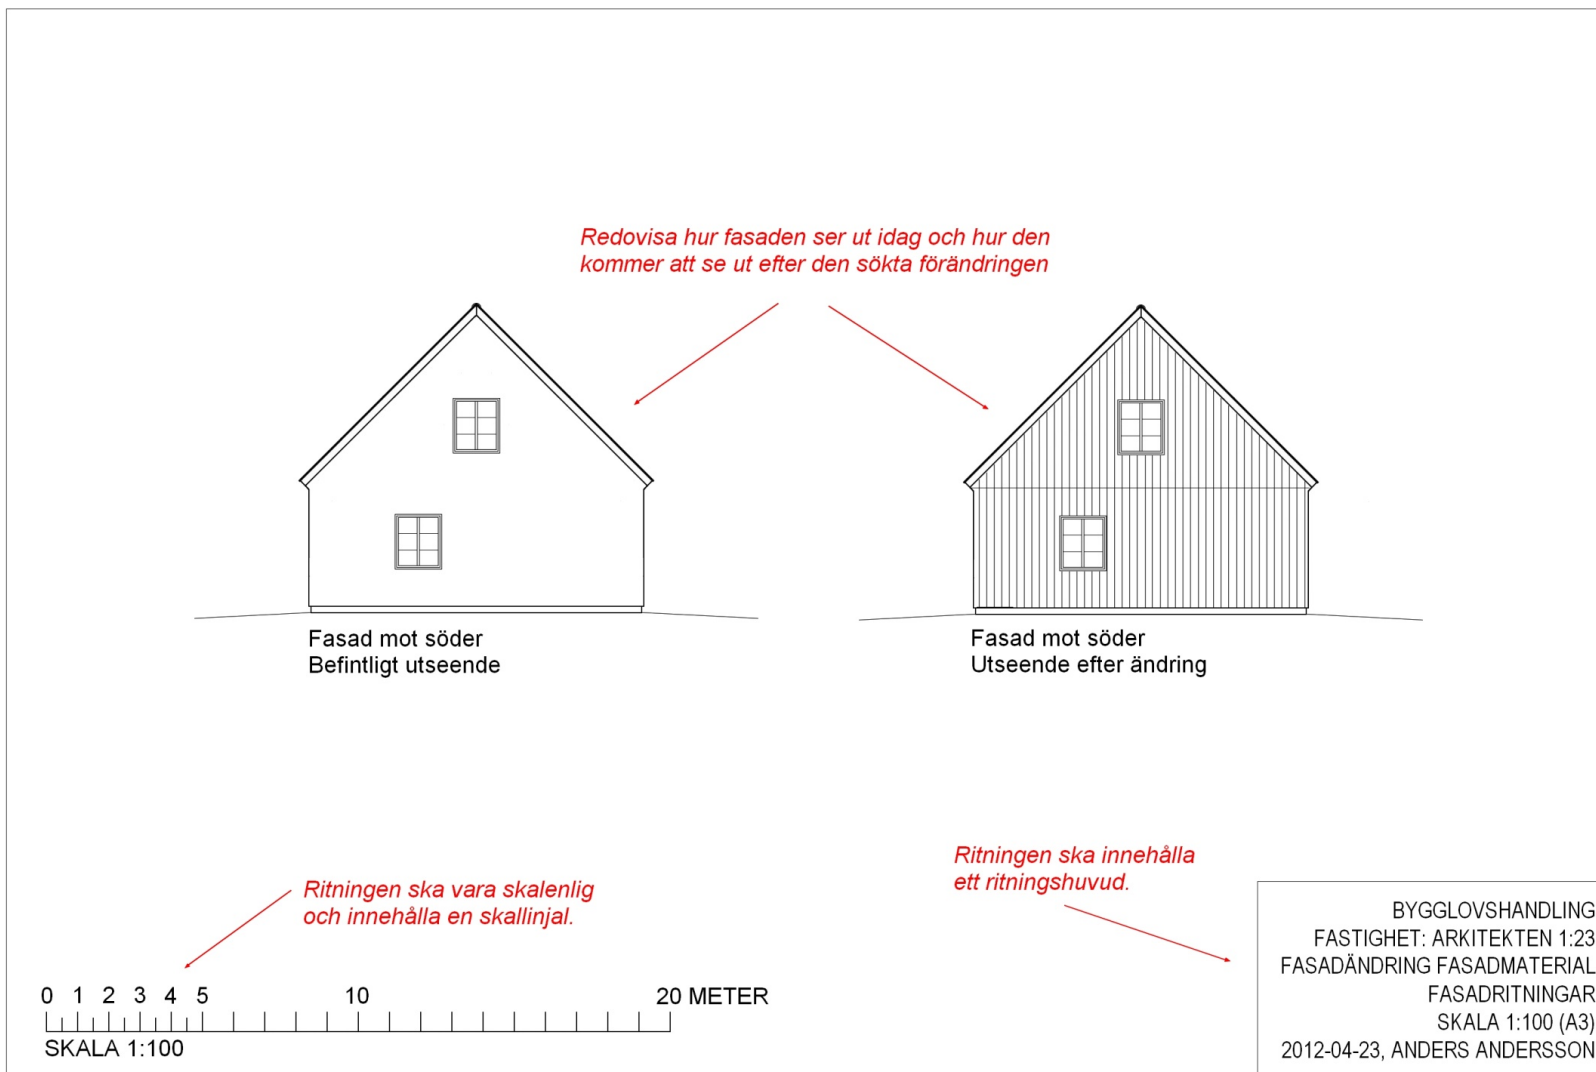 Redovisa hur fasaden ser ut idag och hur den
kommer att se ut efter den sökta förändringen
Fasad mot söder
Befintligt utseende
Fasad mot söder
Utseende efter ändring
Ritningen ska vara skalenlig
och innehålla en skallinjal.
Ritningen ska innehålla
ett ritningshuvud.
0 1 2 3 4 5 10 20 METER
SKALA 1:100
BYGGLOVSHANDLING
FASTIGHET: ARKITEKTEN 1:23
FASADÄNDRING FASADMATERIAL
FASADRITNINGAR
SKALA 1:100 (A3)
2012-04-23, ANDERS ANDERSSON